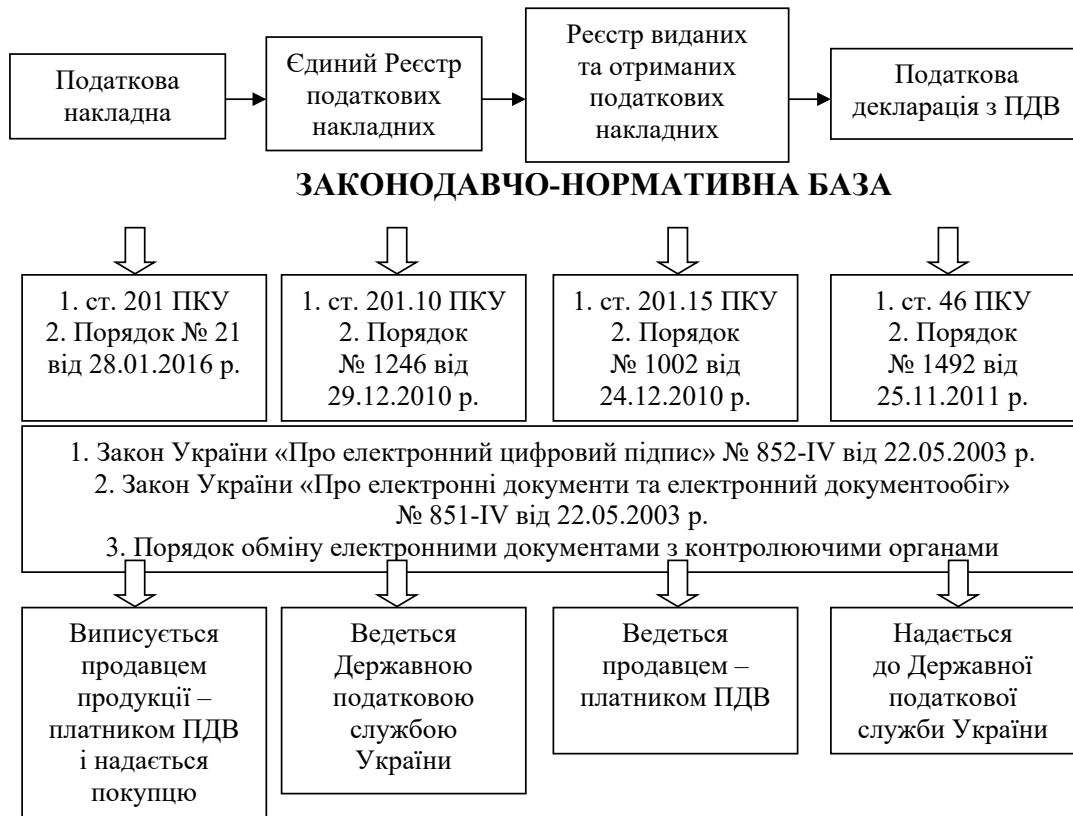 Податкова
накладна
Єдиний Реєстр
податкових
накладних
Реєстр виданих
та отриманих
податкових
накладних
Податкова
декларація з ПДВ
ЗАКОНОДАВЧО-НОРМАТИВНА БАЗА
1. ст. 201 ПКУ
2. Порядок № 21
від 28.01.2016 р.
1. ст. 201.10 ПКУ
2. Порядок
№ 1246 від
29.12.2010 р.
1. ст. 201.15 ПКУ
2. Порядок
№ 1002 від
24.12.2010 р.
1. ст. 46 ПКУ
2. Порядок
№ 1492 від
25.11.2011 р.
1. Закон України «Про електронний цифровий підпис» № 852-IV від 22.05.2003 р.
2. Закон України «Про електронні документи та електронний документообіг»
№ 851-IV від 22.05.2003 р.
3. Порядок обміну електронними документами з контролюючими органами
Виписується
продавцем
продукції –
платником ПДВ
і надається
покупцю
Ведеться
Державною
податковою
службою
України
Ведеться
продавцем –
платником ПДВ
Надається
до Державної
податкової
служби України